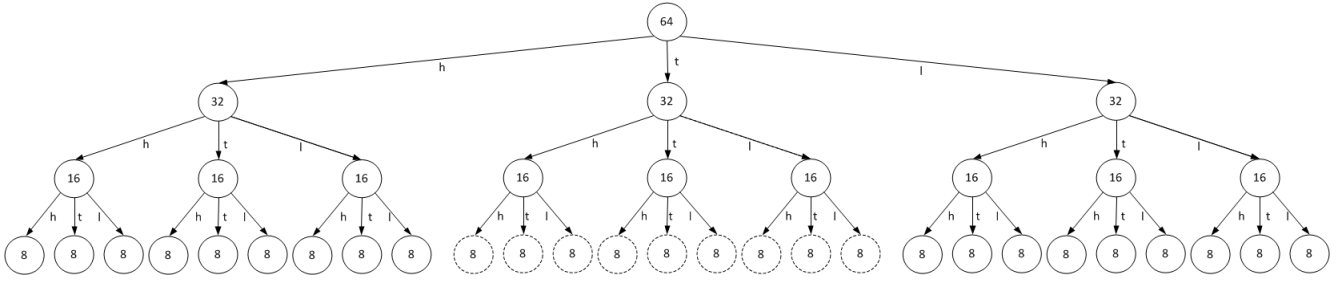 64
h t l
32 32 32
h t l h t l h t l
16 16 16 16 16 16 16 16 16
h t l h t l h t l h t l h t l h t l h t l h t l h t l
8 8 8 8 8 8 8 8 8 8 8 8 8 8 8 8 8 8 8 8 8 8 8 8 8 8 8